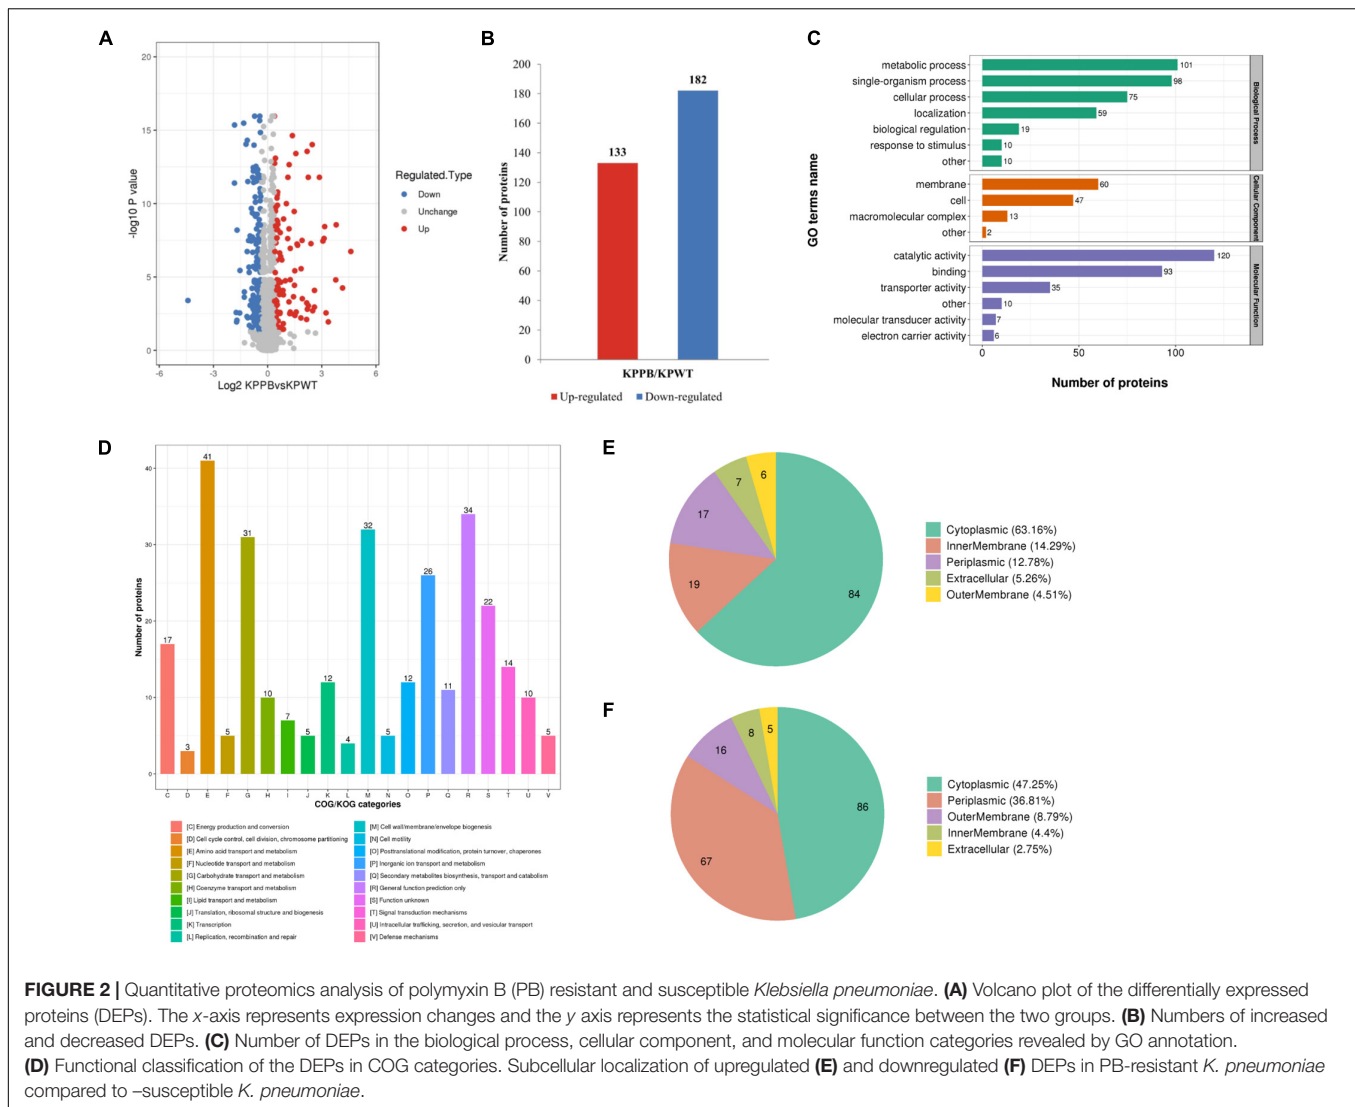 A
20
15
10
5
0
-6
-3
0
3
6
-log10 P value
Log2 KPPBvsKPWT
Regulated.Type
Down
Unchange
Up
B
200
180
160
140
120
100
80
60
40
20
0
Number of proteins
133
182
KPPB/KPWT
Up-regulated
Down-regulated
C
GO terms name
metabolic process 101
single-organism process 98
cellular process 75
localization 59
biological regulation 19
response to stimulus 10
other 10
Biological Process
membrane 60
cell 47
macromolecular complex 13
other 2
Cellular Component
catalytic activity 120
binding 93
transporter activity 35
other 10
molecular transducer activity 7
electron carrier activity 6
Molecular Function
0 50 100
Number of proteins
D
Number of proteins
40
30
20
10
0
17 3 41 5 31 10 7 5 12 4 32 5 12 26 11 34 22 14 10 5
C D E F G H I J K L M N O P Q R S T U V
COG/KOG categories
[C] Energy production and conversion
[D] Cell cycle control, cell division, chromosome partitioning
[E] Amino acid transport and metabolism
[F] Nucleotide transport and metabolism
[G] Carbohydrate transport and metabolism
[H] Coenzyme transport and metabolism
[I] Lipid transport and metabolism
[J] Translation, ribosomal structure and biogenesis
[K] Transcription
[L] Replication, recombination and repair
[M] Cell wall/membrane/envelope biogenesis
[N] Cell motility
[O] Posttranslational modification, protein turnover, chaperones
[P] Inorganic ion transport and metabolism
[Q] Secondary metabolites biosynthesis, transport and catabolism
[R] General function prediction only
[S] Function unknown
[T] Signal transduction mechanisms
[U] Intracellular trafficking, secretion, and vesicular transport
[V] Defense mechanisms
E
6
7
17
19
84
Cytoplasmic (63.16%)
InnerMembrane (14.29%)
Periplasmic (12.78%)
Extracellular (5.26%)
OuterMembrane (4.51%)
F
5
8
16
67
86
Cytoplasmic (47.25%)
Periplasmic (36.81%)
OuterMembrane (8.79%)
InnerMembrane (4.4%)
Extracellular (2.75%)
FIGURE 2 | Quantitative proteomics analysis of polymyxin B (PB) resistant and susceptible Klebsiella pneumoniae. (A) Volcano plot of the differentially expressed
proteins (DEPs). The x-axis represents expression changes and the y axis represents the statistical significance between the two groups. (B) Numbers of increased
and decreased DEPs. (C) Number of DEPs in the biological process, cellular component, and molecular function categories revealed by GO annotation.
(D) Functional classification of the DEPs in COG categories. Subcellular localization of upregulated (E) and downregulated (F) DEPs in PB-resistant K. pneumoniae
compared to –susceptible K. pneumoniae.